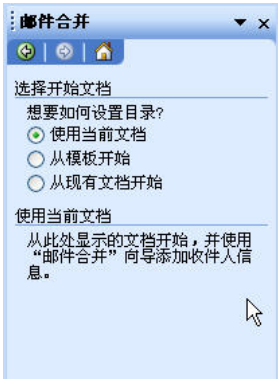 邮件合并
选择开始文档
想要如何设置目录?
使用当前文档
从模板开始
从现有文档开始
使用当前文档
从此处显示的文档开始，并使用
“邮件合并”向导添加收件人信
息。